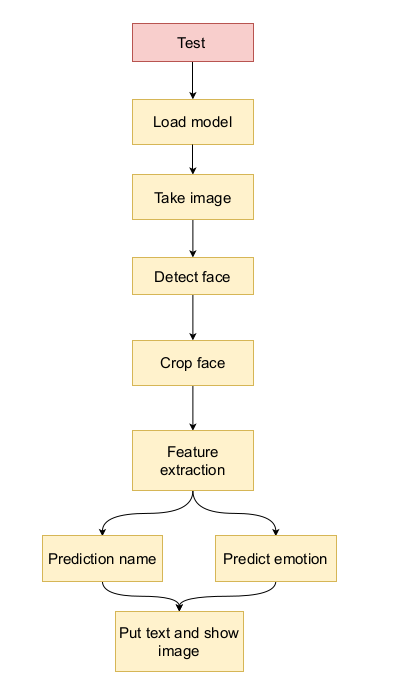 Test
Load model
Take image
Detect face
Crop face
Feature
extraction
Prediction name
Predict emotion
Put text and show
image